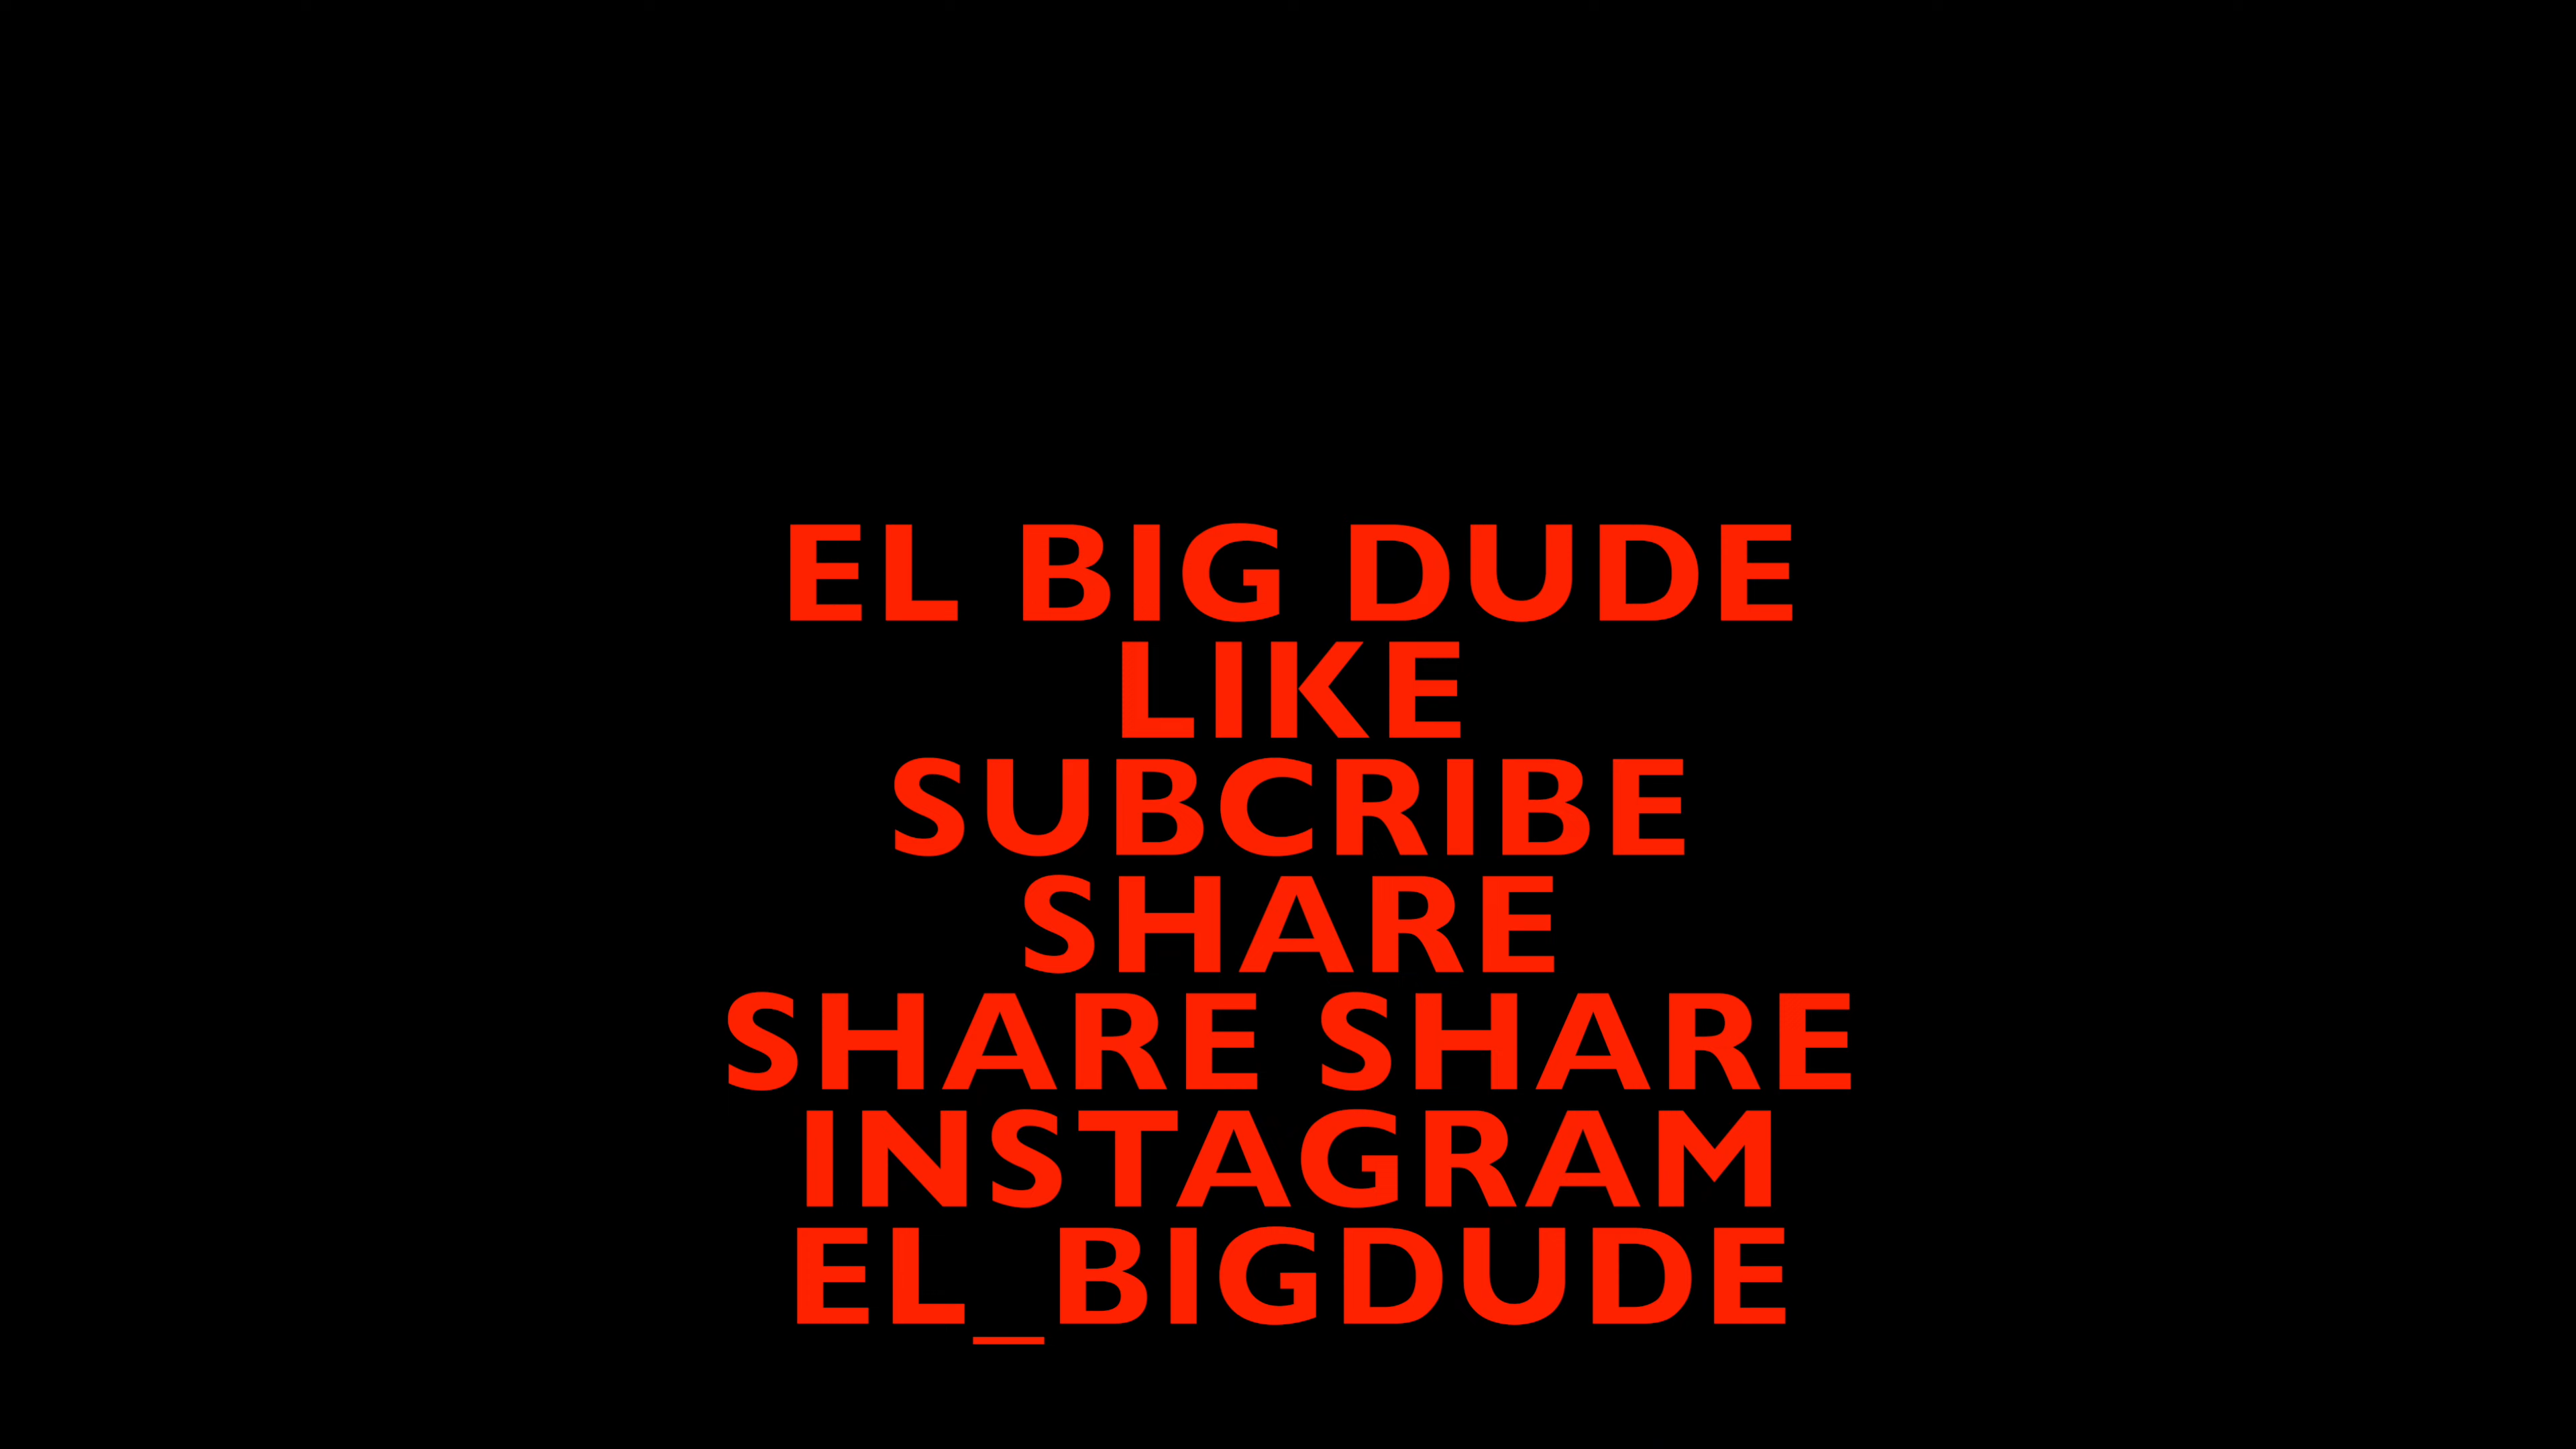 EL BIG DUDE
LIKE
SUBCRIBE
SHARE
SHARE SHARE
INSTAGRAM
EL_BIGDUDE